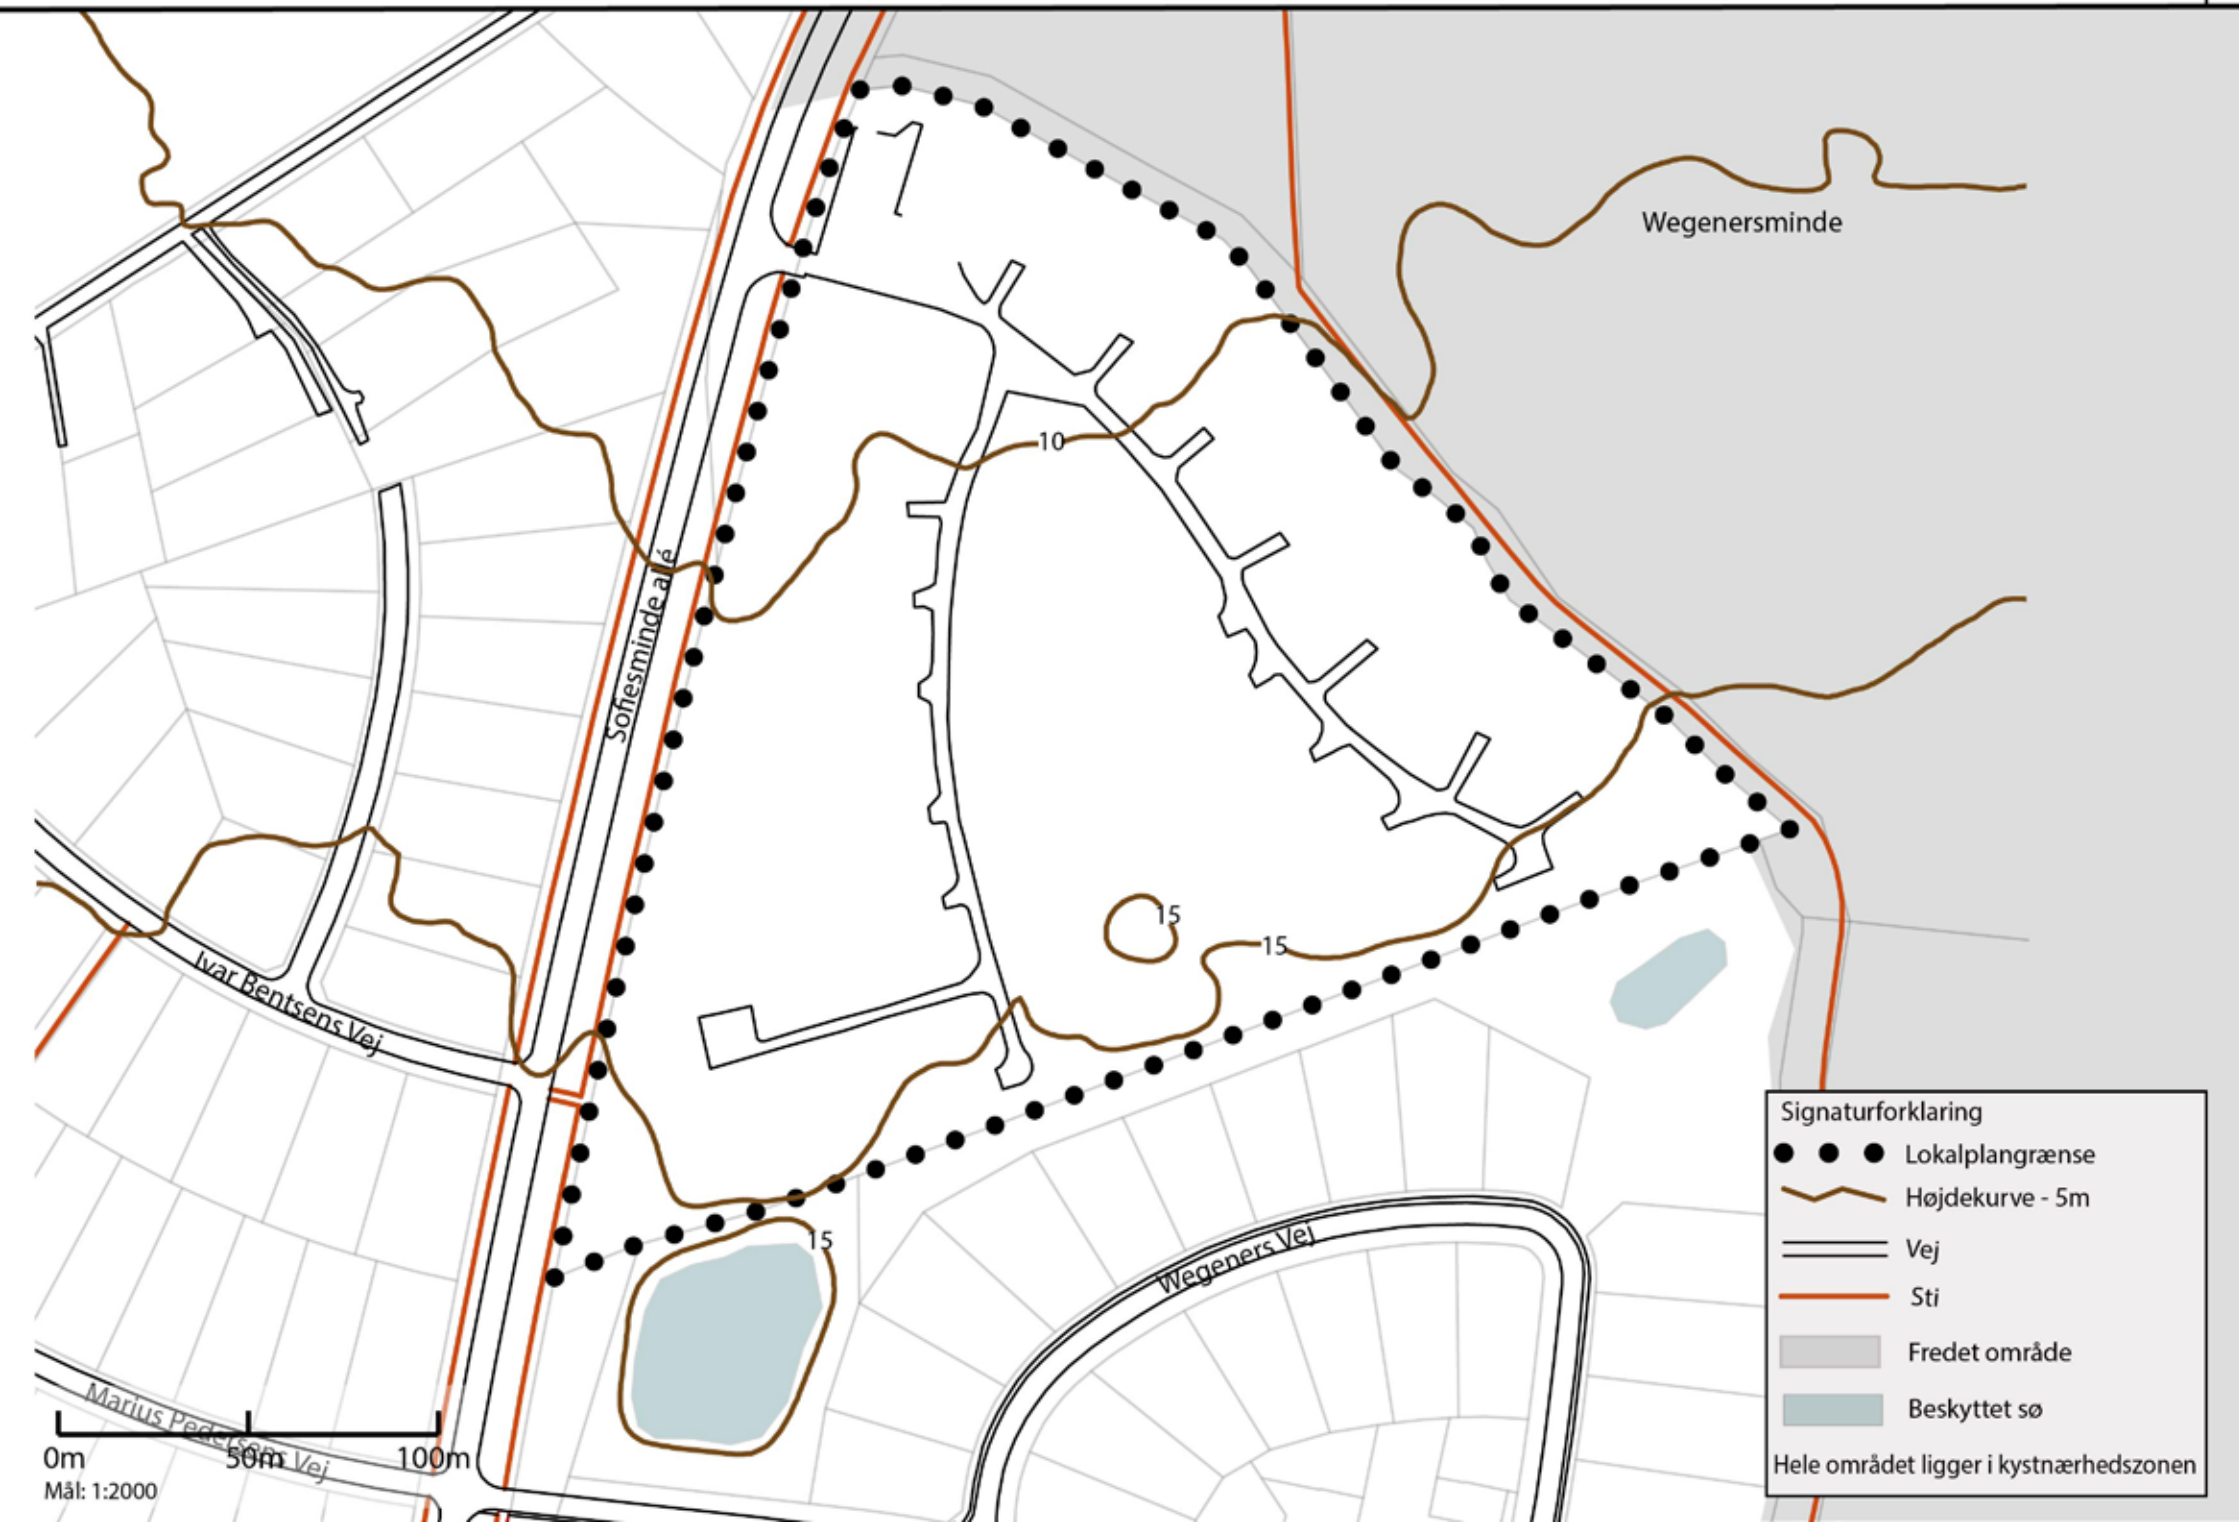 Wegenersminde
10
Sofiesminde allé
15
15
Ivar Bentsens Vej
15
Wegeners Vej
Marius Pedersens Vej
0m 50m 100m
Mål: 1:2000
Signaturforklaring
Lokalplangrænse
Højdekurve - 5m
Vej
Sti
Fredet område
Beskyttet sø
Hele området ligger i kystnærhedszonen